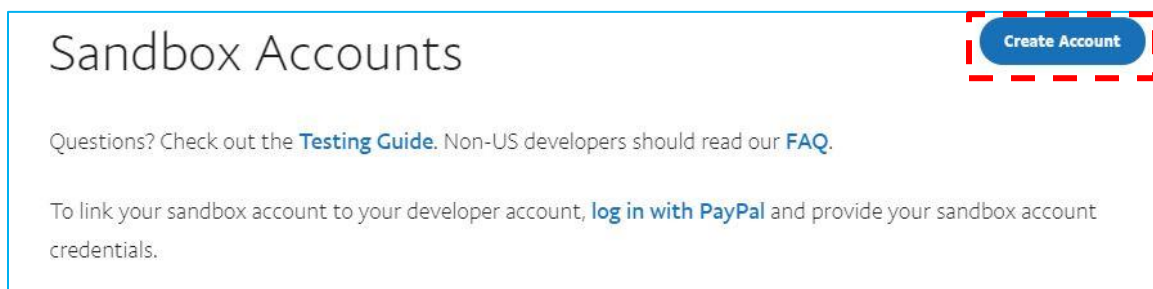 Sandbox Accounts
Create Account
Questions? Check out the Testing Guide. Non-US developers should read our FAQ.
To link your sandbox account to your developer account, log in with PayPal and provide your sandbox account
credentials.